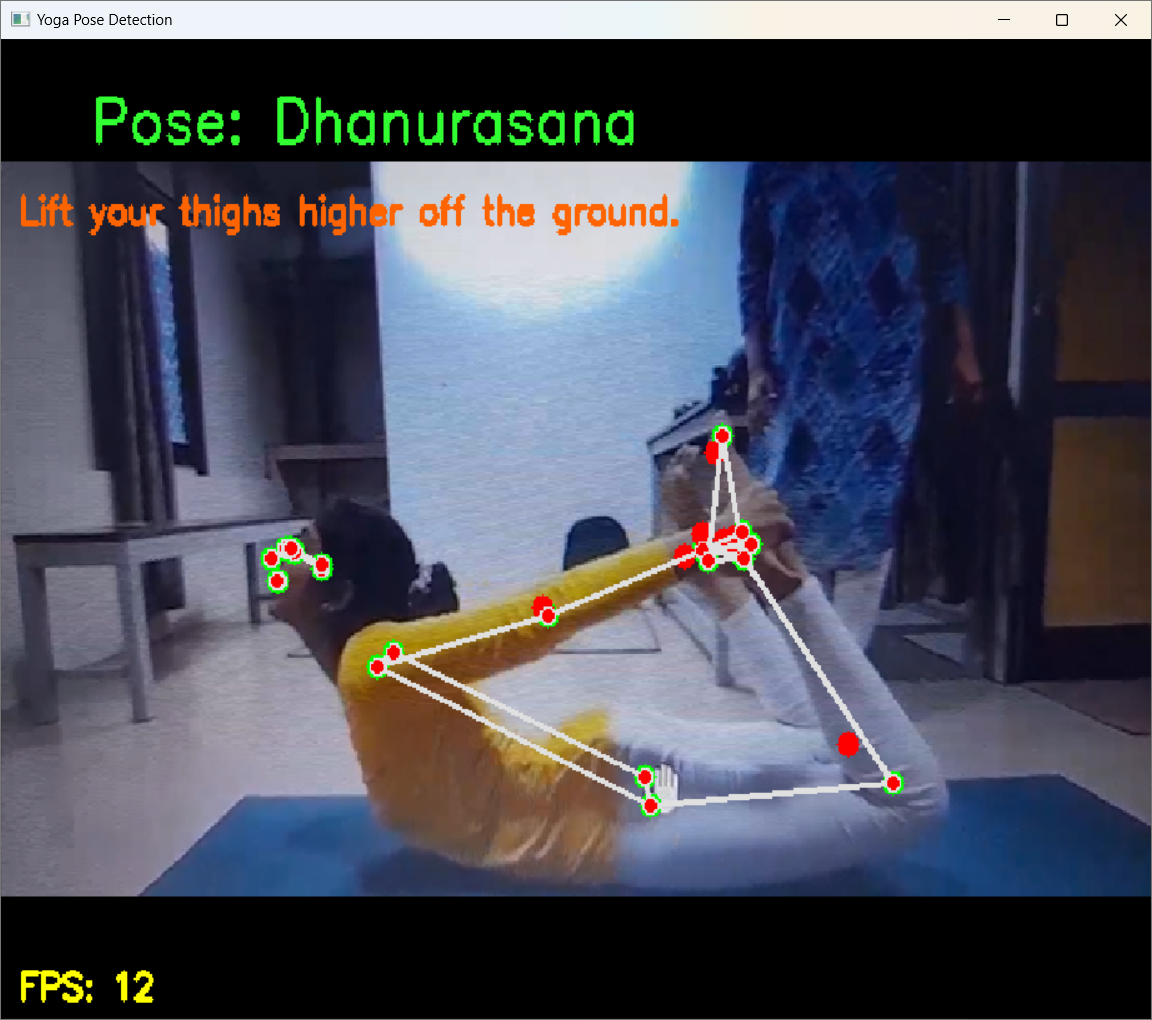 Yoga Pose Detection
Pose: Dhanurasana
Lift your thighs higher off the ground.
FPS: 12